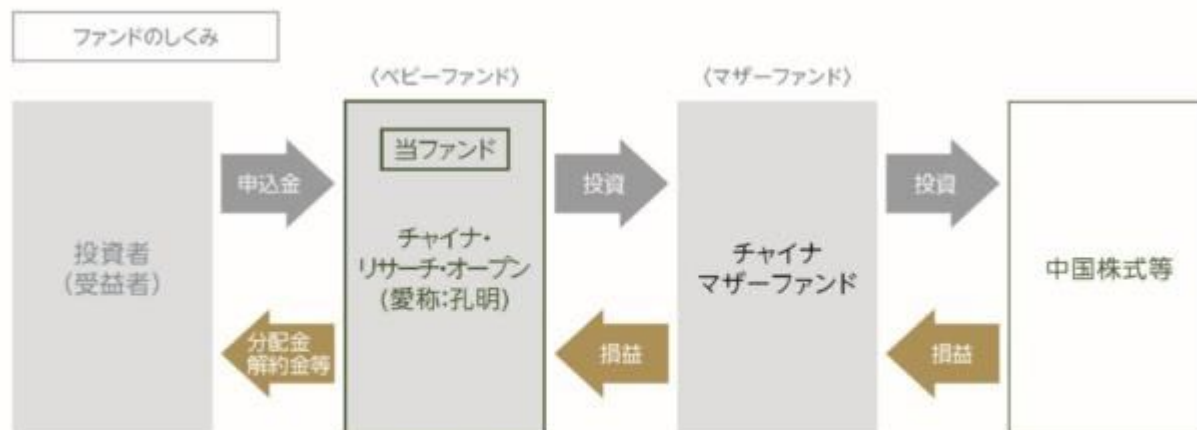 ファンドのしくみ
〈ベビーファンド〉
〈マザーファンド〉
投資者
(受益者)
申込金
分配金
解約金等
当ファンド
チャイナ・
リサーチ・オープン
(愛称:孔明)
投資
損益
チャイナ
マザーファンド
投資
損益
中国株式等